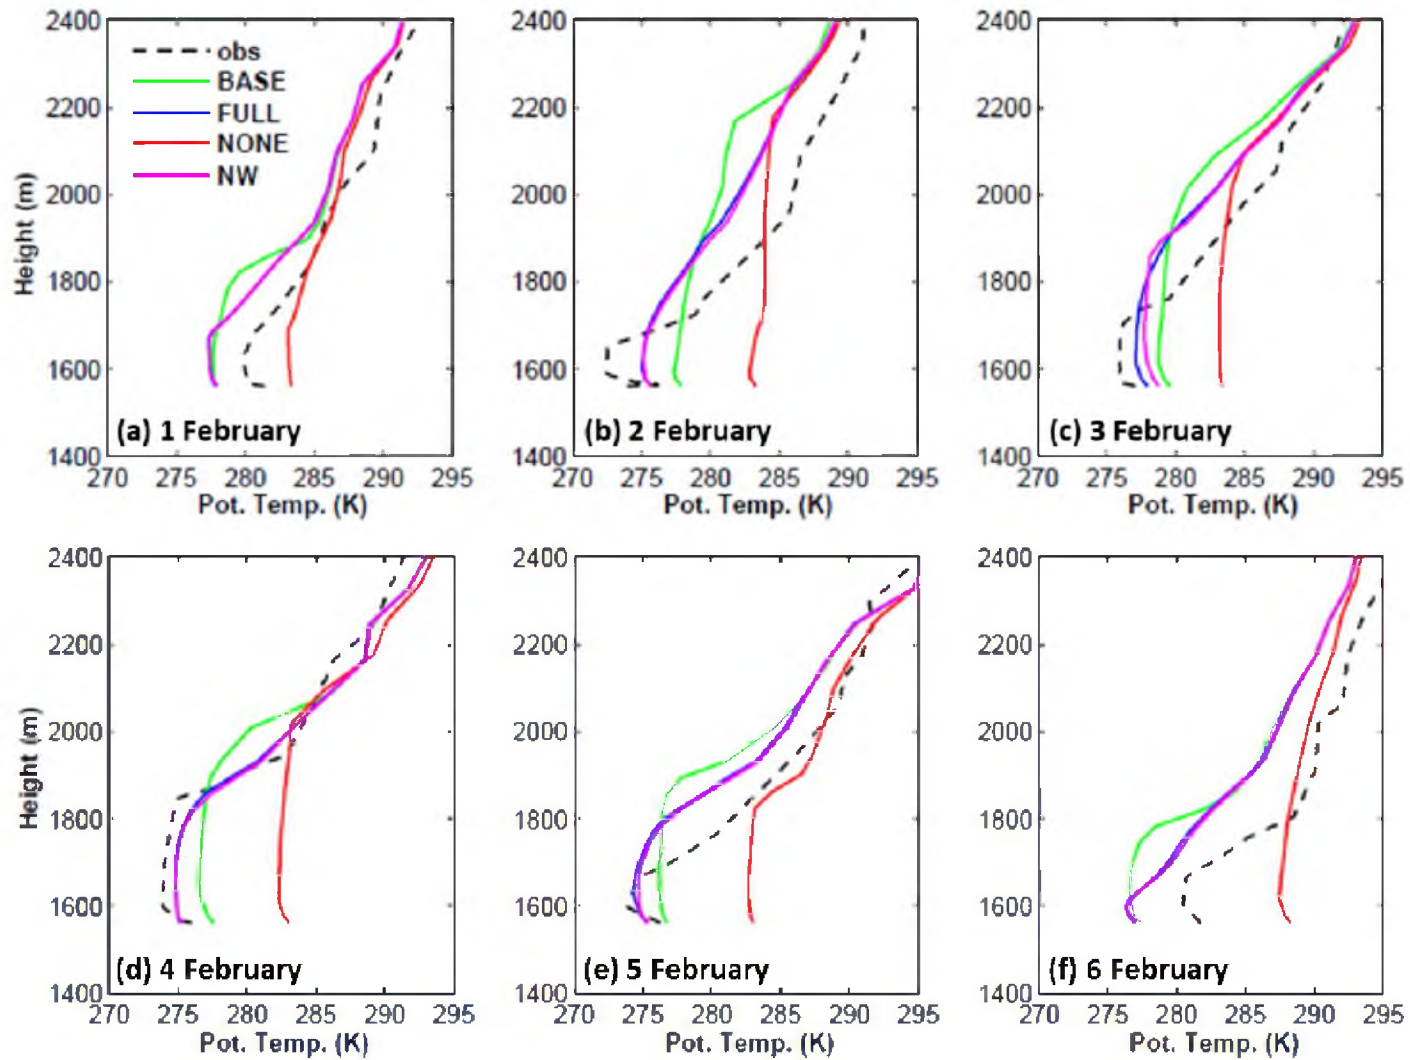 2400
2200
2000
1800
1600
1400
Height (m)
obs
BASE
FULL
NONE
NW
(a) 1 February
270 275 280 285 290 295
Pot. Temp. (K)
2400
2200
2000
1800
1600
1400
(b) 2 February
270 275 280 285 290 295
Pot. Temp. (K)
2400
2200
2000
1800
1600
1400
(c) 3 February
270 275 280 285 290 295
Pot. Temp. (K)
2400
2200
2000
1800
1600
1400
Height (m)
(d) 4 February
270 275 280 285 290 295
Pot. Temp. (K)
2400
2200
2000
1800
1600
1400
(e) 5 February
270 275 280 285 290 295
Pot. Temp. (K)
2400
2200
2000
1800
1600
1400
(f) 6 February
270 275 280 285 290 295
Pot. Temp. (K)